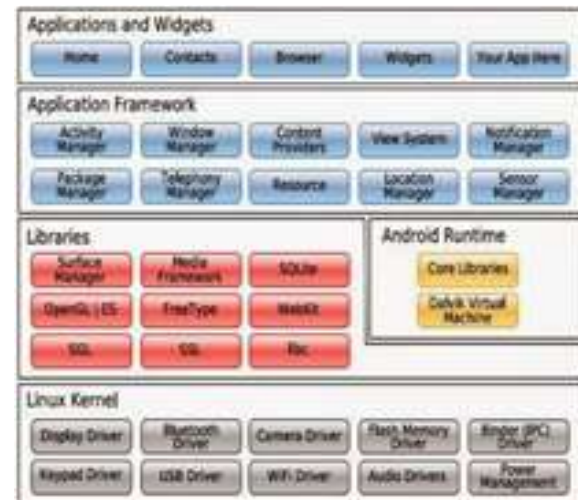 Applications and Widgets
Home Contacts Browser Widgets Your App Here
Application Framework
Activity Manager Window Manager Content Providers View System Notification Manager
Package Manager Telephony Manager Resource Location Manager Sensor Manager
Libraries
Surface Manager Media Framework SQLite
OpenGL | ES FreeType WebKit
SGL SSL
Android Runtime
Core Libraries
Dalvik Virtual Machine
Linux Kernel
Display Driver Bluetooth Driver Camera Driver Flash Memory Driver Binder (IPC) Driver
Keypad Driver USB Driver WiFi Driver Audio Drivers Power Management